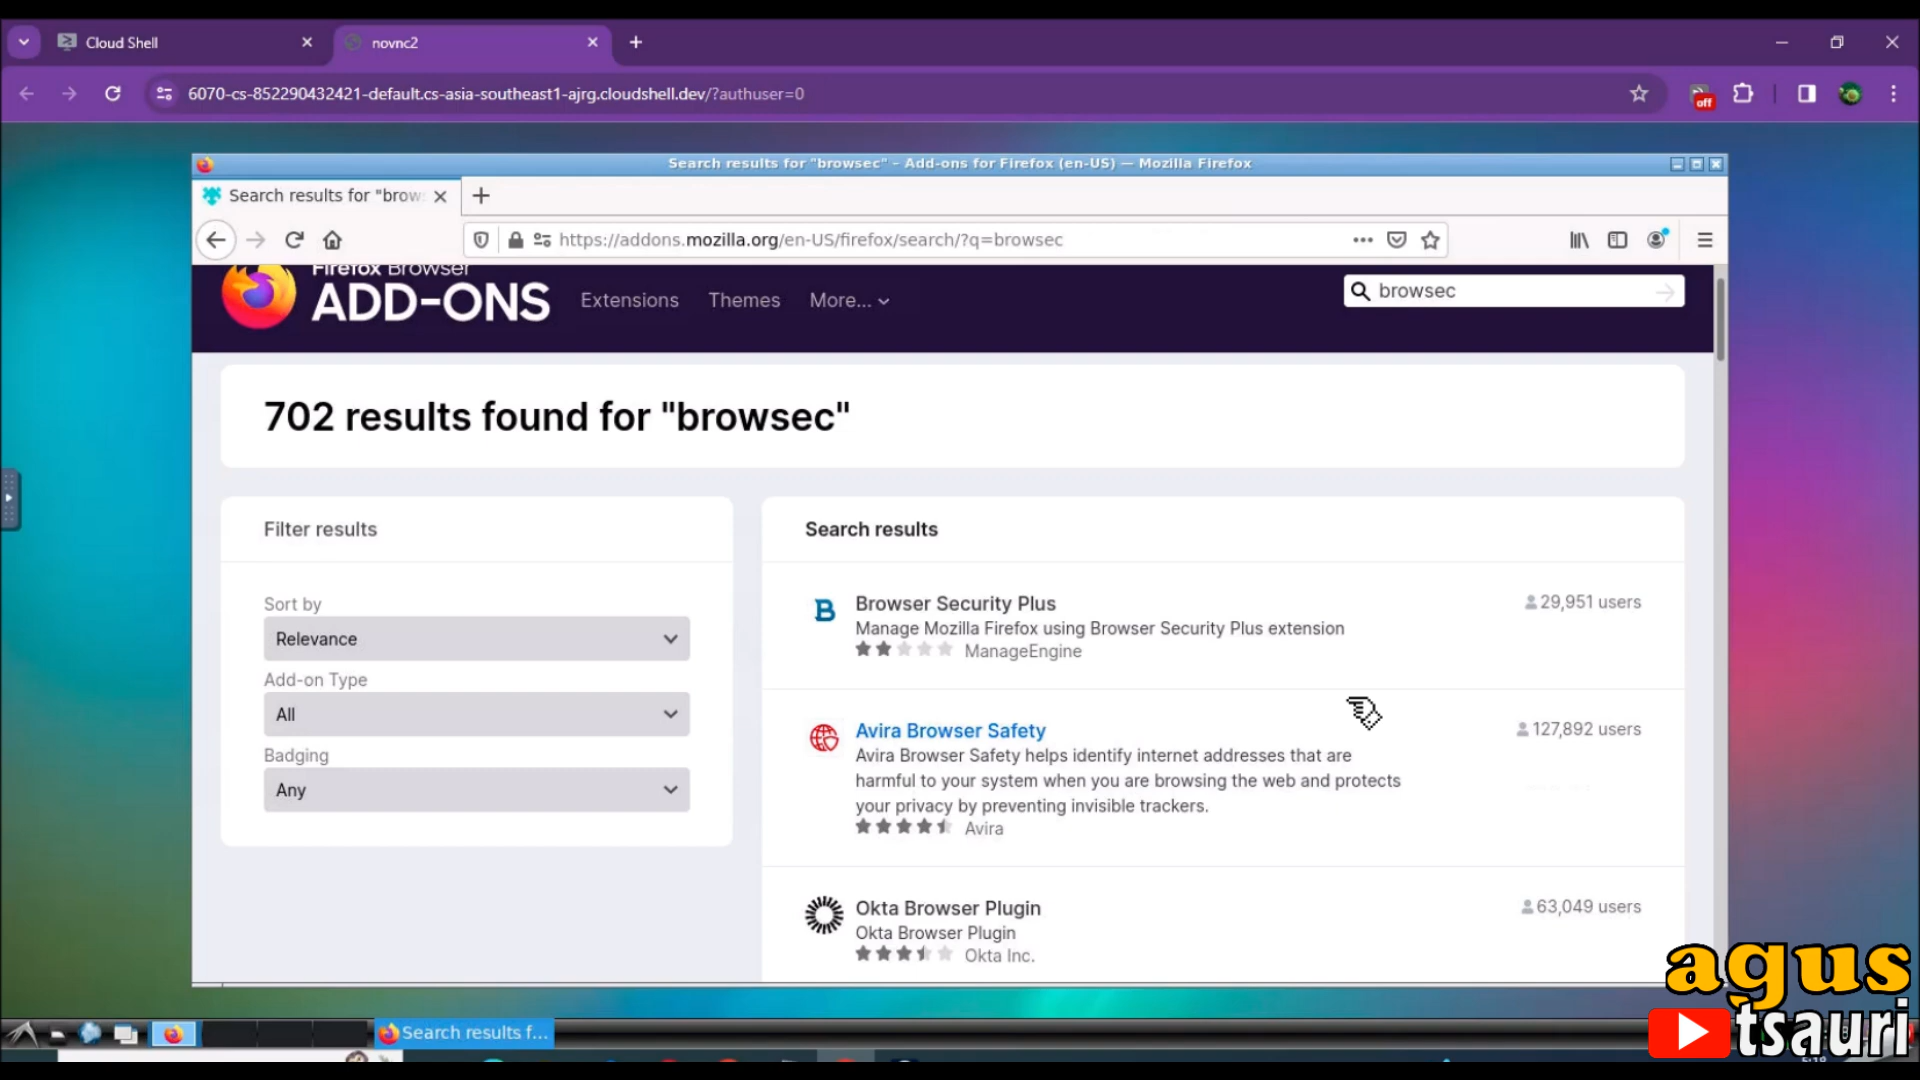 Cloud Shell
novnc2
6070-cs-852290432421-default.cs-asia-southeast1-ajrg.cloudshell.dev/?authuser=0
off
Search results for "browsec" – Add-ons for Firefox (en-US) — Mozilla Firefox
Search results for "brow
https://addons.mozilla.org/en-US/firefox/search/?q=browsec
Firefox Browser
ADD-ONS
Extensions
Themes
More...
browsec
702 results found for "browsec"
Filter results
Sort by
Relevance
Add-on Type
All
Badging
Any
Search results
Browser Security Plus
29,951 users
Manage Mozilla Firefox using Browser Security Plus extension
ManageEngine
Avira Browser Safety
127,892 users
Avira Browser Safety helps identify internet addresses that are
harmful to your system when you are browsing the web and protects
your privacy by preventing invisible trackers.
Avira
Okta Browser Plugin
63,049 users
Okta Browser Plugin
Okta Inc.
Search results f...
agus
tsauri